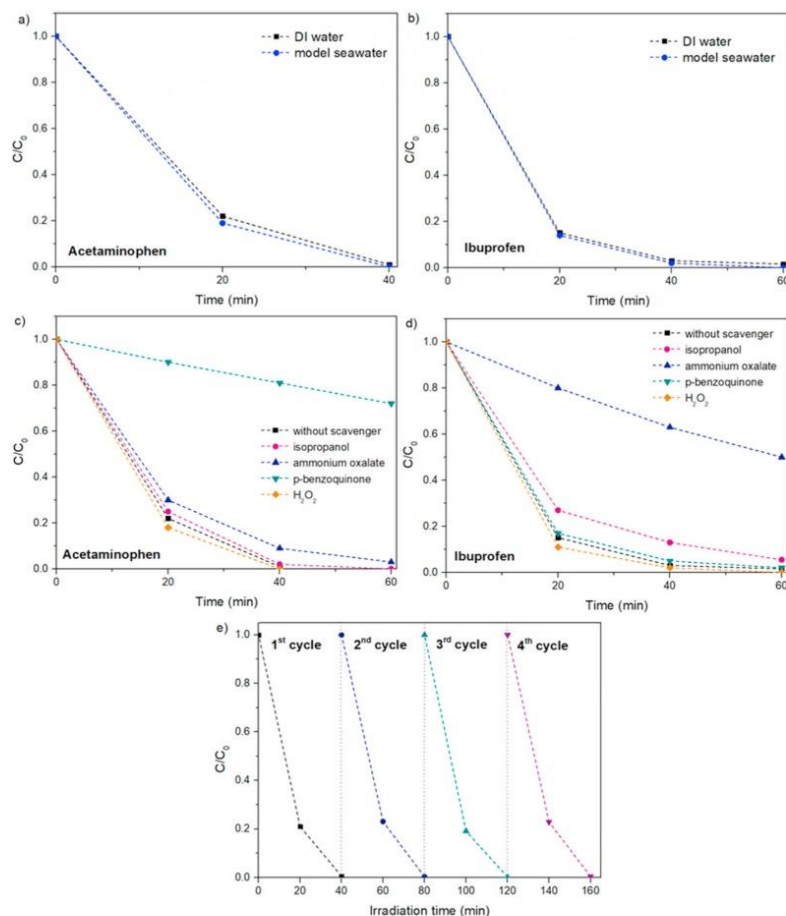 a)
DI water
model seawater
1.0
0.8
0.6
0.4
0.2
0.0
C/C₀
Acetaminophen
0 20 40
Time (min)
b)
DI water
model seawater
1.0
0.8
0.6
0.4
0.2
0.0
C/C₀
Ibuprofen
0 20 40 60
Time (min)
c)
1.0
0.8
0.6
0.4
0.2
0.0
C/C₀
without scavenger
isopropanol
ammonium oxalate
p-benzoquinone
H₂O₂
Acetaminophen
0 20 40 60
Time (min)
d)
without scavenger
isopropanol
ammonium oxalate
p-benzoquinone
H₂O₂
1.0
0.8
0.6
0.4
0.2
0.0
C/C₀
Ibuprofen
0 20 40 60
Time (min)
e)
1st cycle 2nd cycle 3rd cycle 4th cycle
1.0
0.8
0.6
0.4
0.2
0.0
C/C₀
0 20 40 60 80 100 120 140 160
Irradiation time (min)